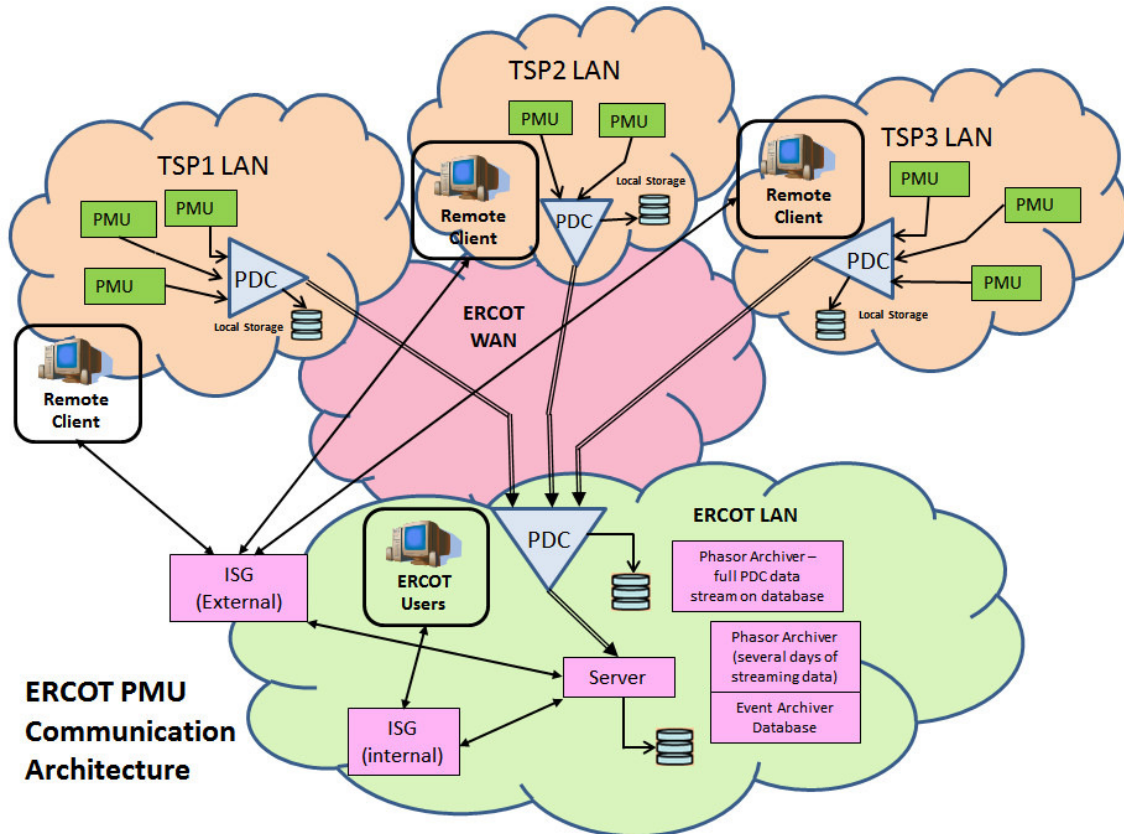 TSP2 LAN
PMU
PMU
Local Storage
PDC
Remote
Client
TSP1 LAN
PMU
PMU
PMU
PDC
Local Storage
Remote
Client
TSP3 LAN
PMU
PMU
PMU
PDC
Local Storage
Remote
Client
ERCOT
WAN
ERCOT LAN
PDC
ERCOT
Users
ISG
(External)
Phasor Archiver –
full PDC data
stream on database
Phasor Archiver
(several days of
streaming data)
Event Archiver
Database
Server
ISG
(internal)
ERCOT PMU
Communication
Architecture